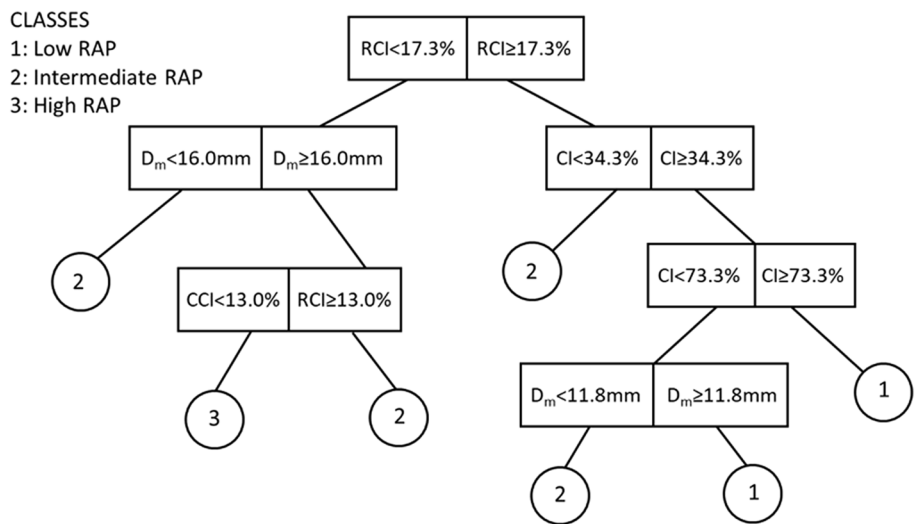 CLASSES
1: Low RAP
2: Intermediate RAP
3: High RAP
RCI<17.3% RCI≥17.3%
Dm<16.0mm Dm≥16.0mm
CI<34.3% CI≥34.3%
2
2
CCI<13.0% RCI≥13.0%
CI<73.3% CI≥73.3%
3
2
Dm<11.8mm Dm≥11.8mm
1
2
1